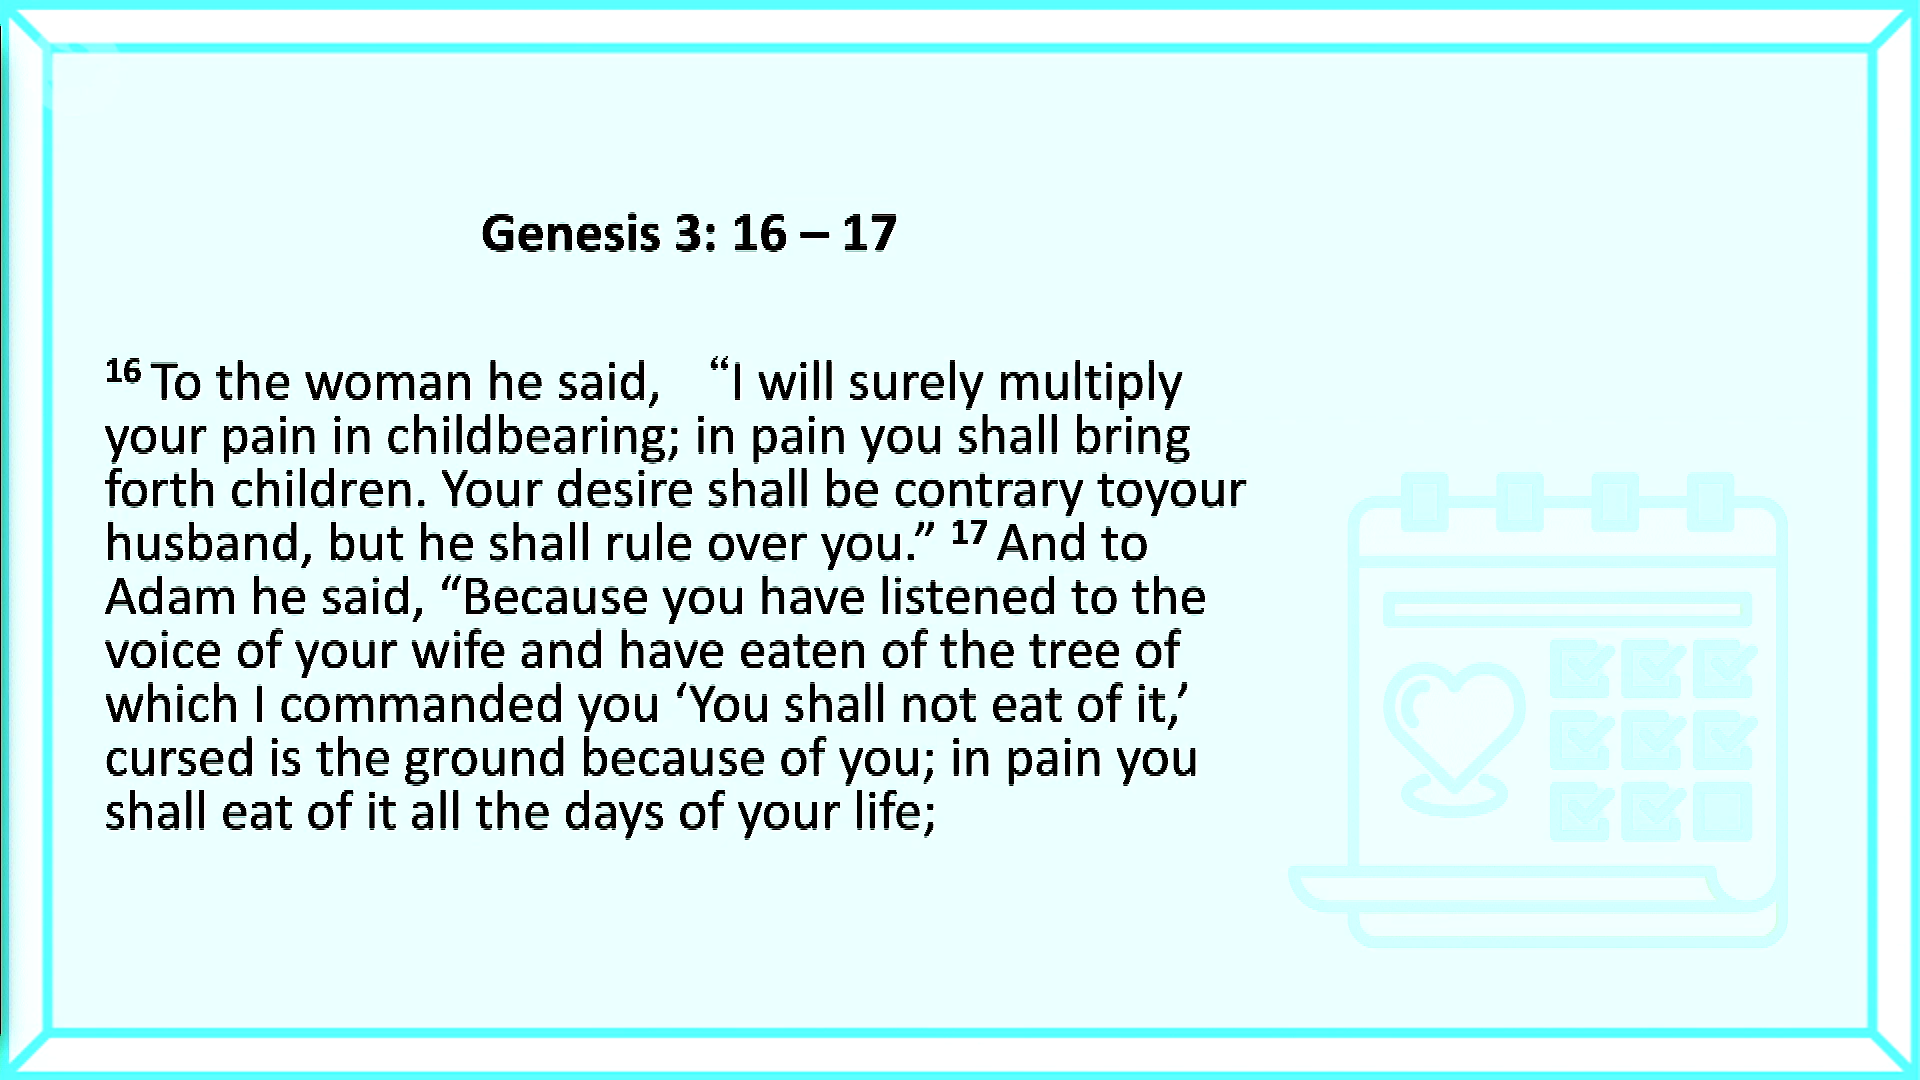 Genesis 3: 16 – 17
16 To the woman he said,   “I will surely multiply
your pain in childbearing; in pain you shall bring
forth children. Your desire shall be contrary toyour
husband, but he shall rule over you.” 17 And to
Adam he said, “Because you have listened to the
voice of your wife and have eaten of the tree of
which I commanded you ‘You shall not eat of it,’
cursed is the ground because of you; in pain you
shall eat of it all the days of your life;